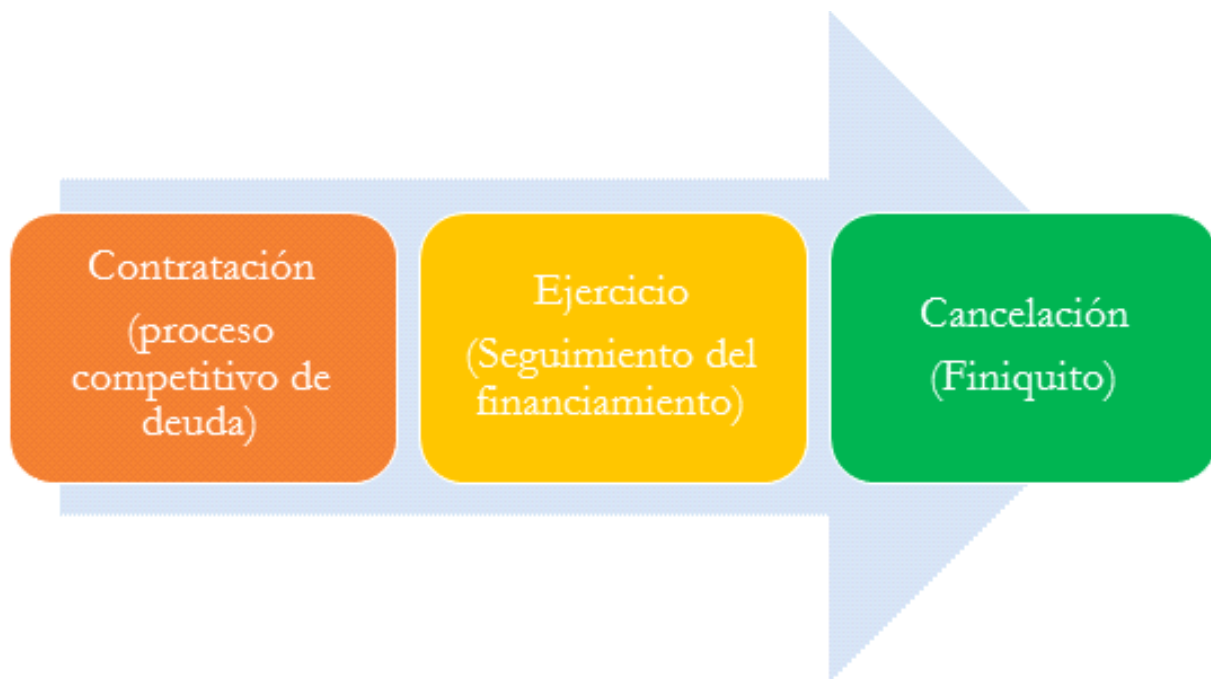 Contratación
(proceso
competitivo de
deuda)
Ejercicio
(Seguimiento del
financiamiento)
Cancelación
(Finiquito)